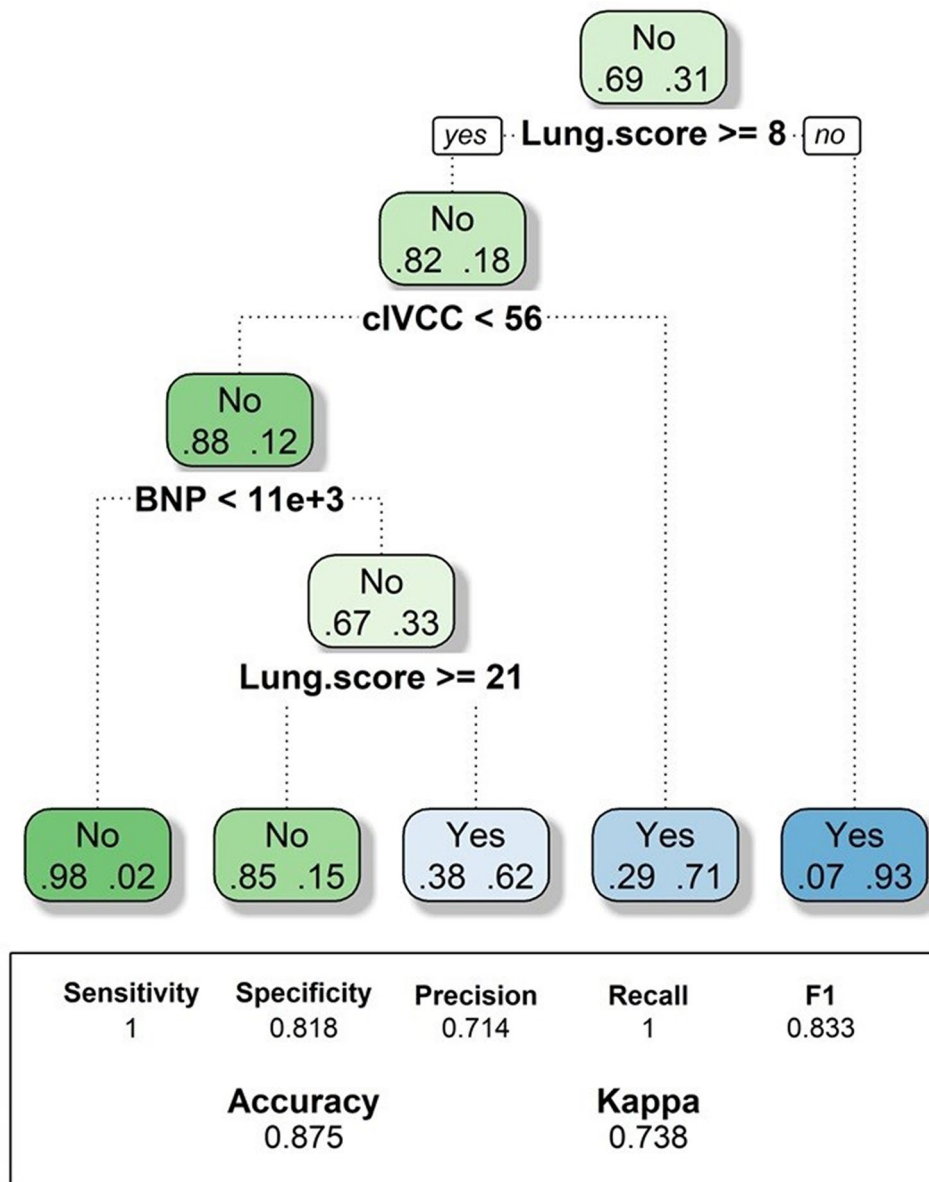 No
.69 .31
yes Lung.score >= 8 no
No
.82 .18
cIVCC < 56
No
.88 .12
BNP < 11e+3
No
.67 .33
Lung.score >= 21
No No Yes Yes Yes
.98 .02 .85 .15 .38 .62 .29 .71 .07 .93
Sensitivity Specificity Precision Recall F1
1 0.818 0.714 1 0.833
Accuracy Kappa
0.875 0.738